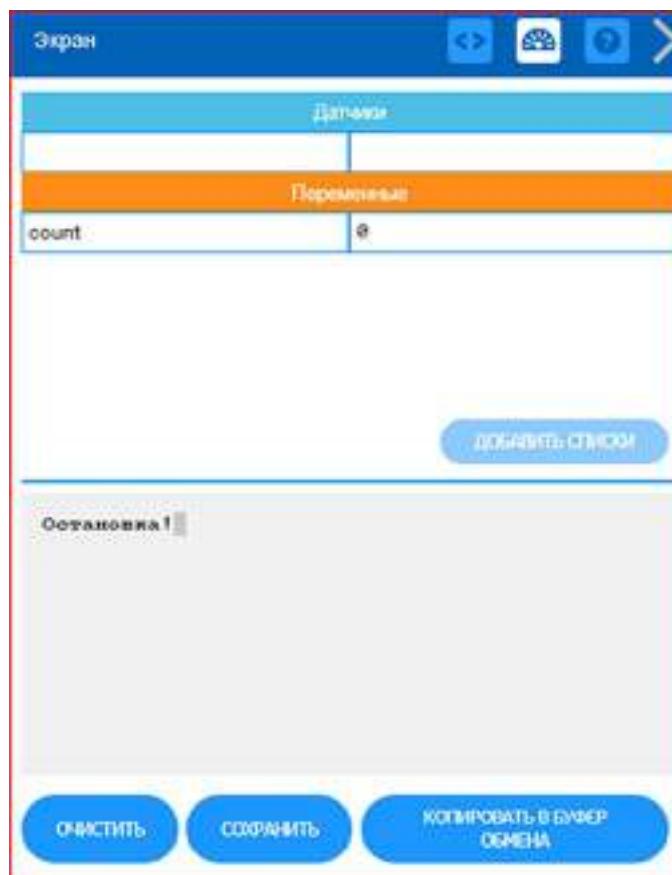 Экран
Датчики
Переменные
count 0
ДОБАВИТЬ СПИСКИ
Остановка!
ОЧИСТИТЬ
СОХРАНИТЬ
КОПИРОВАТЬ В БУФЕР
ОБМЕНА